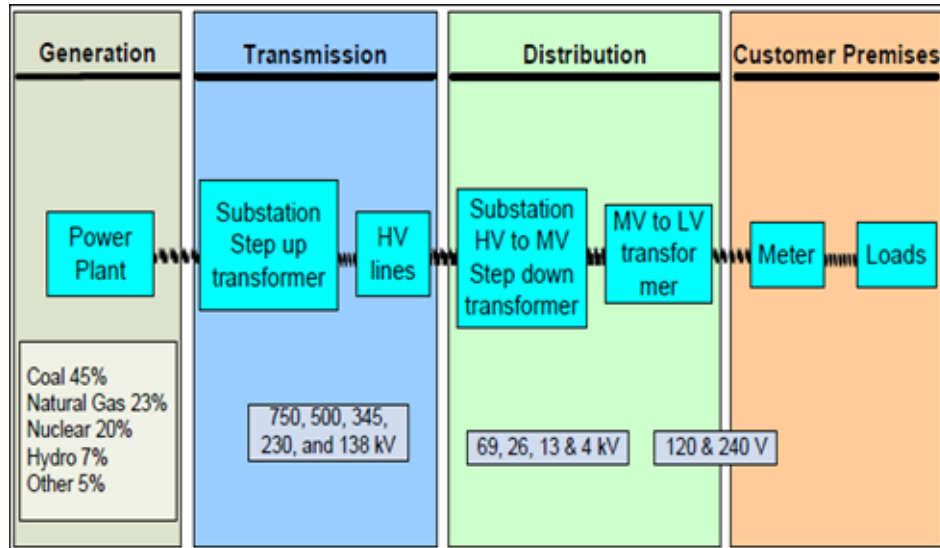 Generation
Transmission
Distribution
Customer Premises
Power
Plant
Substation
Step up
transformer
HV
lines
Substation
HV to MV
Step down
transformer
MV to LV
transfor
mer
Meter
Loads
Coal 45%
Natural Gas 23%
Nuclear 20%
Hydro 7%
Other 5%
750, 500, 345,
230, and 138 kV
69, 26, 13 & 4 kV
120 & 240 V